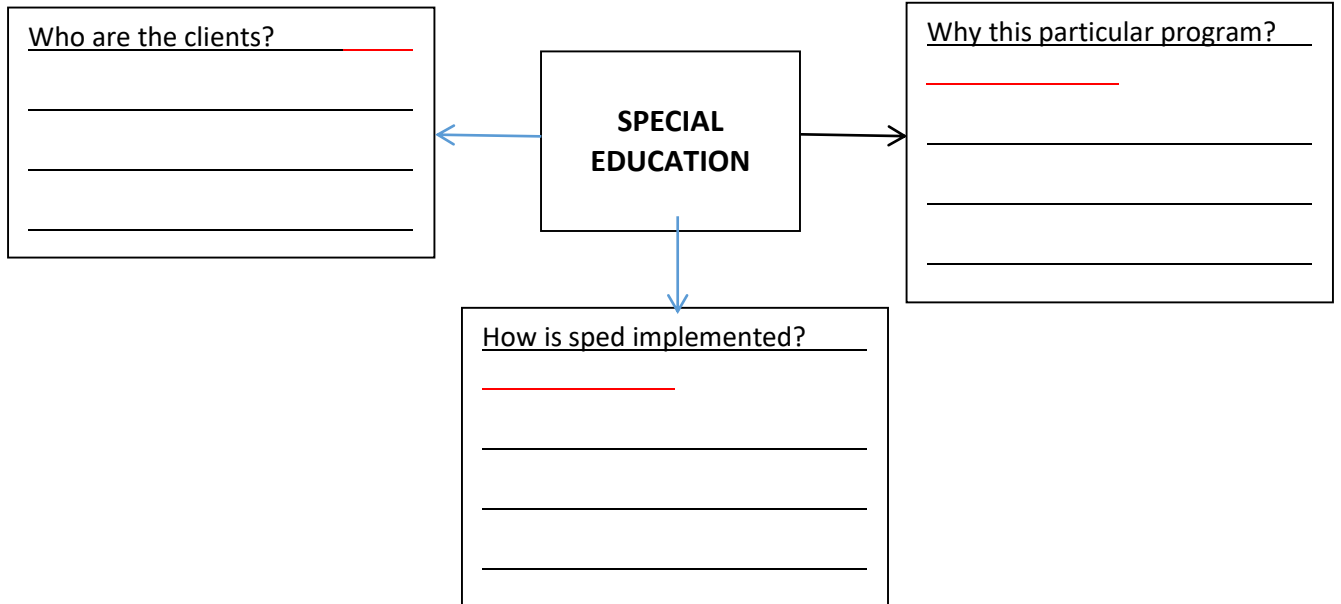 Who are the clients?
SPECIAL
EDUCATION
Why this particular program?
How is sped implemented?